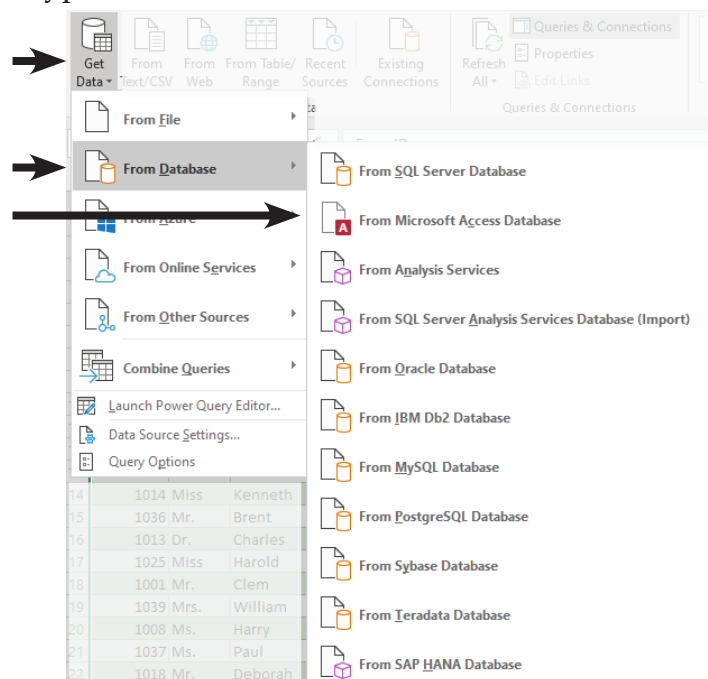 Get Data
From Text/CSV
From Web
From Table/ Range
Recent Sources
Existing Connections
Refresh All
Queries & Connections
Properties
Edit Links
Queries & Connections
From File
From Database
From Azure
From Online Services
From Other Sources
Combine Queries
Launch Power Query Editor...
Data Source Settings...
Query Options
From SQL Server Database
From Microsoft Access Database
From Analysis Services
From SQL Server Analysis Services Database (Import)
From Oracle Database
From IBM Db2 Database
From MySQL Database
From PostgreSQL Database
From Sybase Database
From Teradata Database
From SAP HANA Database
14 1014 Miss Kenneth
15 1036 Mr. Brent
16 1013 Dr. Charles
17 1025 Miss Harold
18 1001 Mr. Clem
19 1039 Mrs. William
20 1008 Ms. Harry
21 1037 Ms. Paul
22 1018 Mr. Deborah